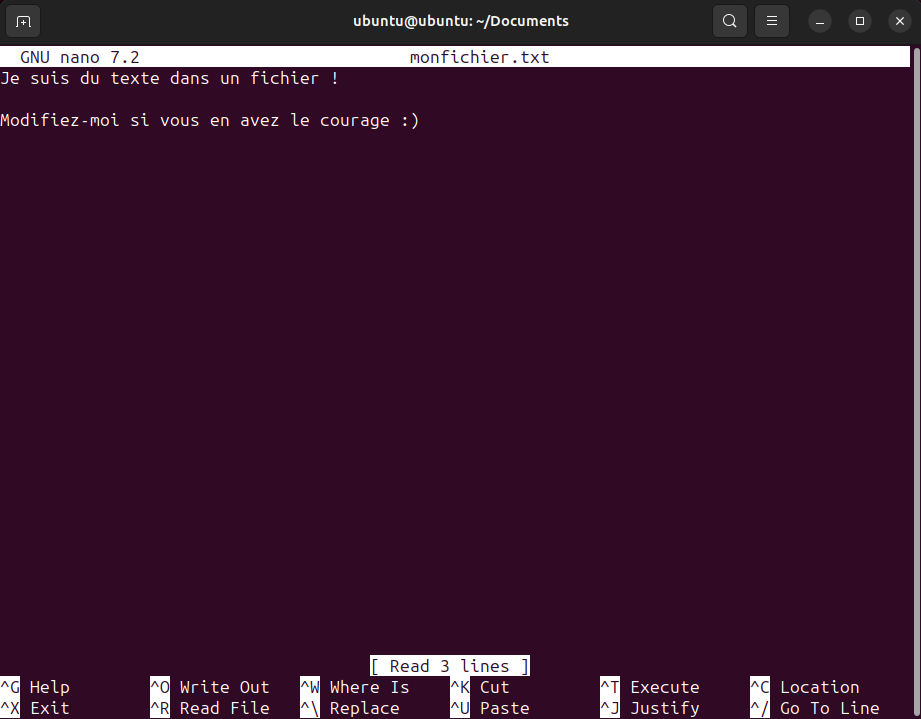 ubuntu@ubuntu: ~/Documents
GNU nano 7.2 monfichier.txt
Je suis du texte dans un fichier !
Modifiez-moi si vous en avez le courage :)
[ Read 3 lines ]
^G Help ^O Write Out ^W Where Is ^K Cut ^T Execute ^C Location
^X Exit ^R Read File ^\ Replace ^U Paste ^J Justify ^/ Go To Line